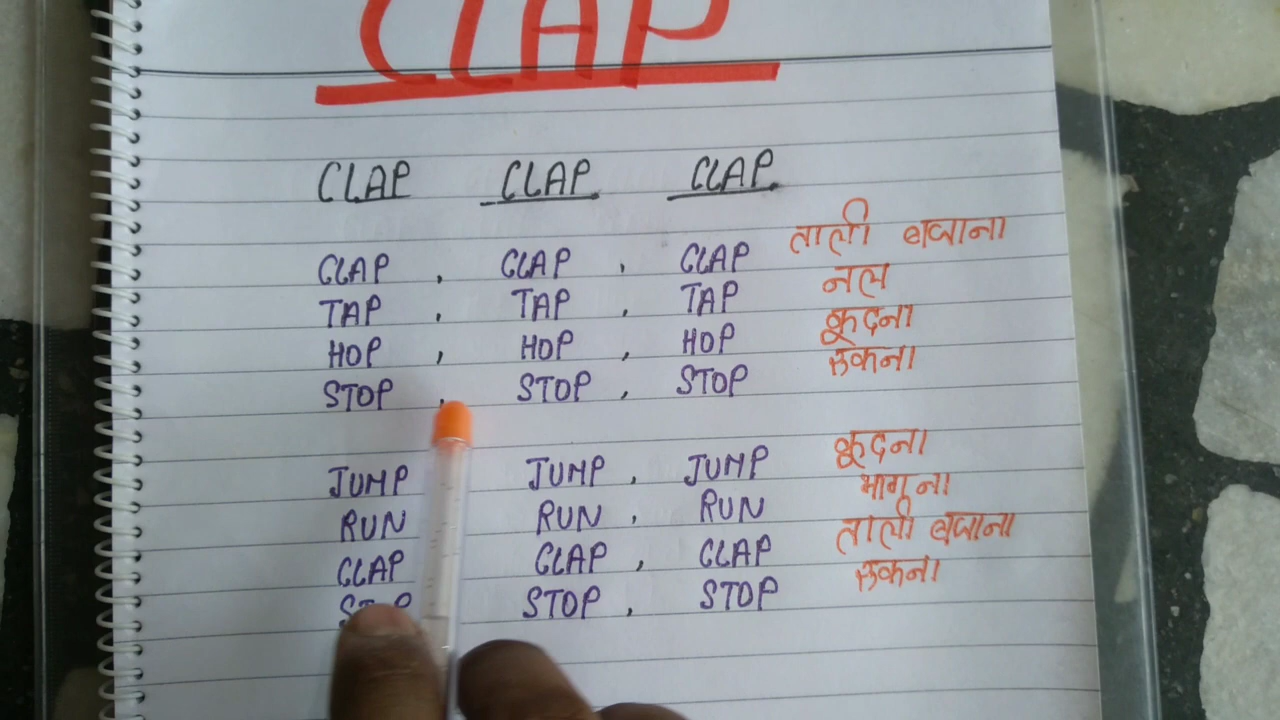 CLAP
CLAP CLAP CLAP
CLAP , CLAP , CLAP ताली बजाना
TAP , TAP , TAP नल
HOP , HOP , HOP कूदना
STOP , STOP , STOP रुकना
JUMP JUMP , JUMP कूदना
RUN RUN , RUN भागना
CLAP CLAP , CLAP ताली बजाना
STOP STOP , STOP रुकना